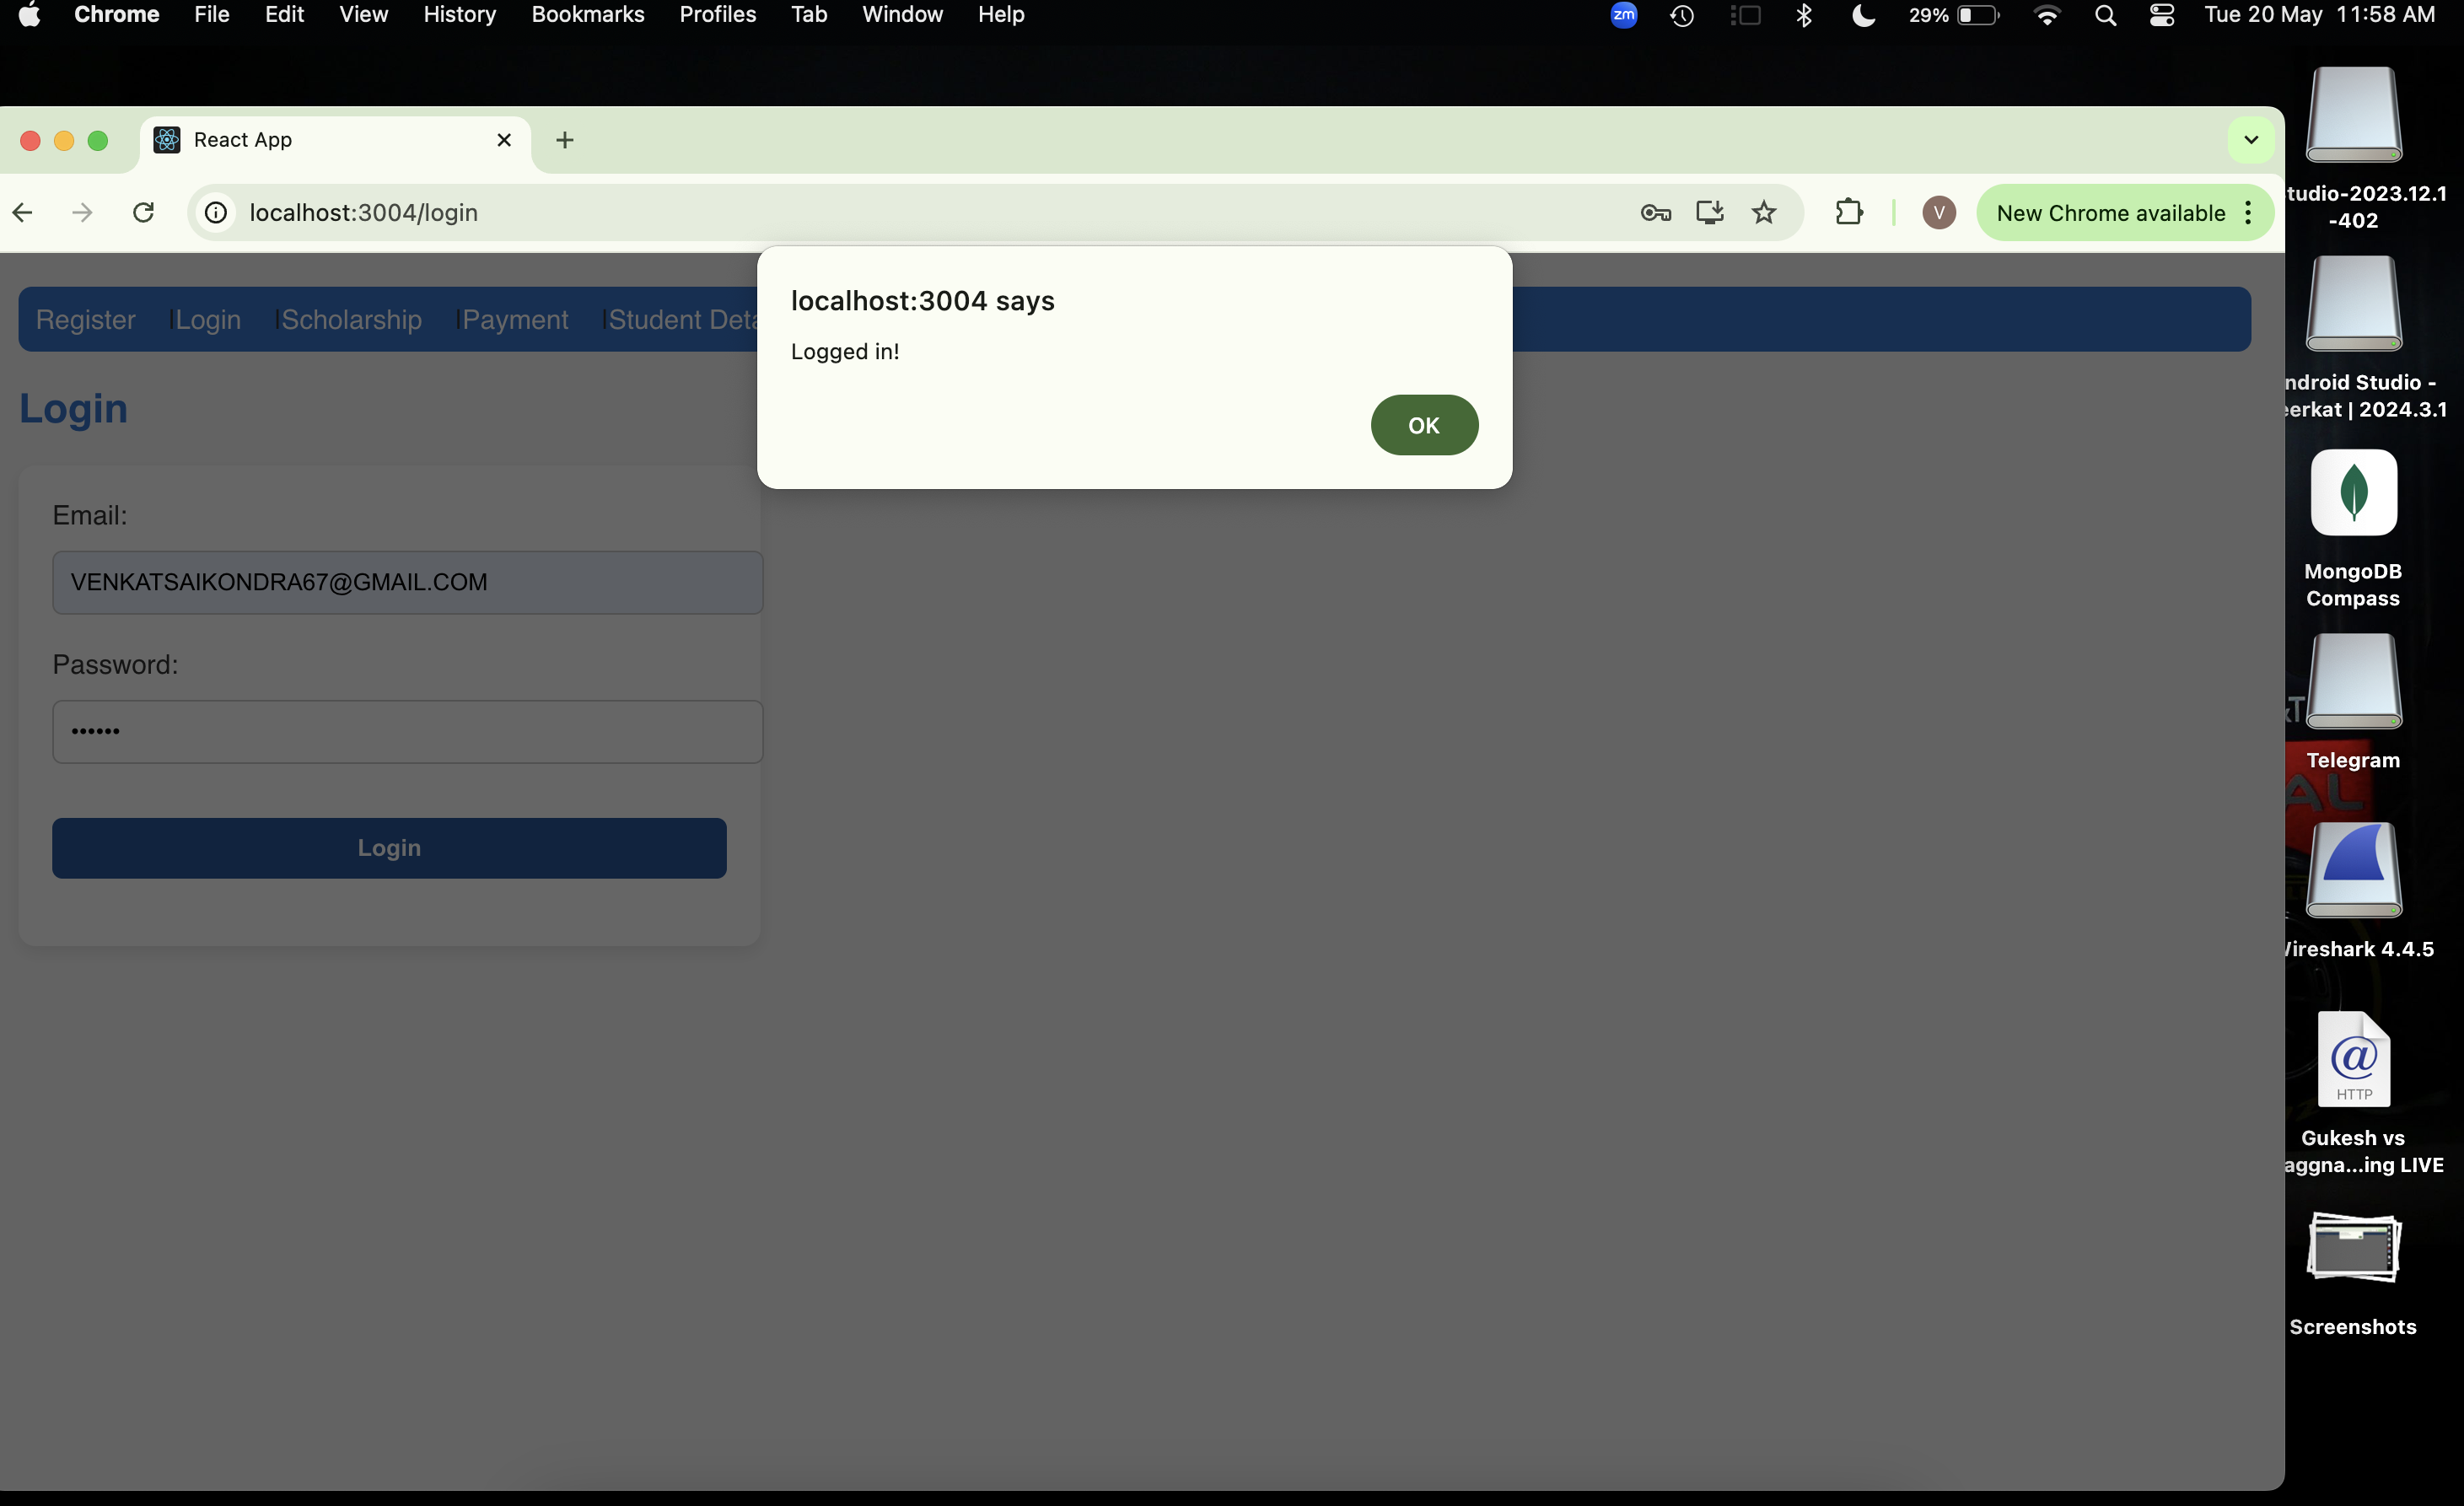 Chrome File Edit View History Bookmarks Profiles Tab Window Help zm 29% Tue 20 May 11:58 AM
React App
localhost:3004/login V New Chrome available
Register |Login |Scholarship |Payment |Student Deta
localhost:3004 says
Logged in!
OK
Login
Email:
VENKATSAIKONDRA67@GMAIL.COM
Password:
••••••
Login
tudio-2023.12.1
-402
ndroid Studio -
eerkat | 2024.3.1
MongoDB
Compass
Telegram
AL
ireshark 4.4.5
@
HTTP
Gukesh vs
aggna...ing LIVE
Screenshots